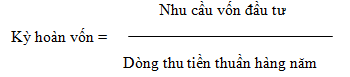 Nhu cầu vốn đầu tư
Kỳ hoàn vốn =
Dòng thu tiền thuần hàng năm